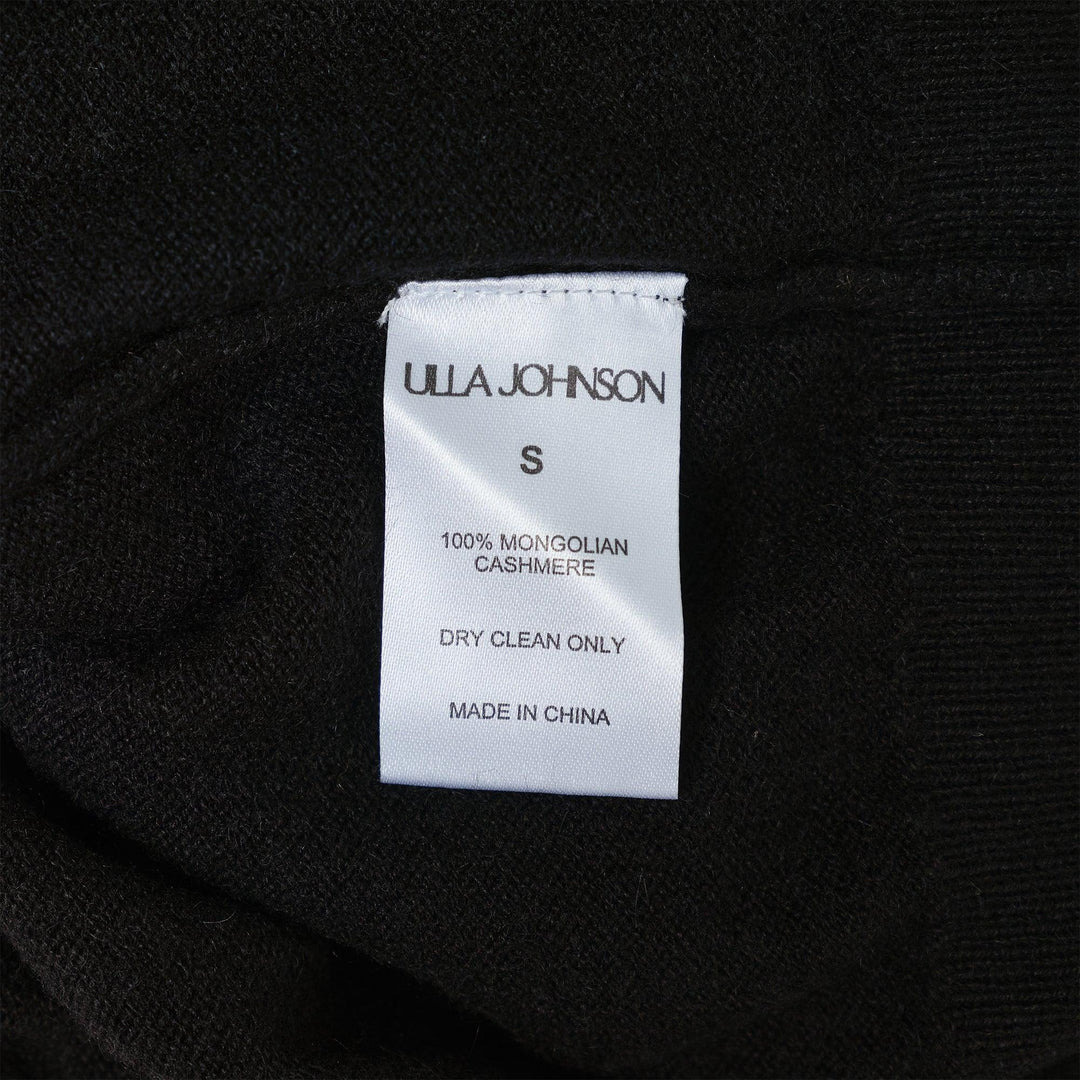 ULLA JOHNSON
S
100% MONGOLIAN
CASHMERE
DRY CLEAN ONLY
MADE IN CHINA